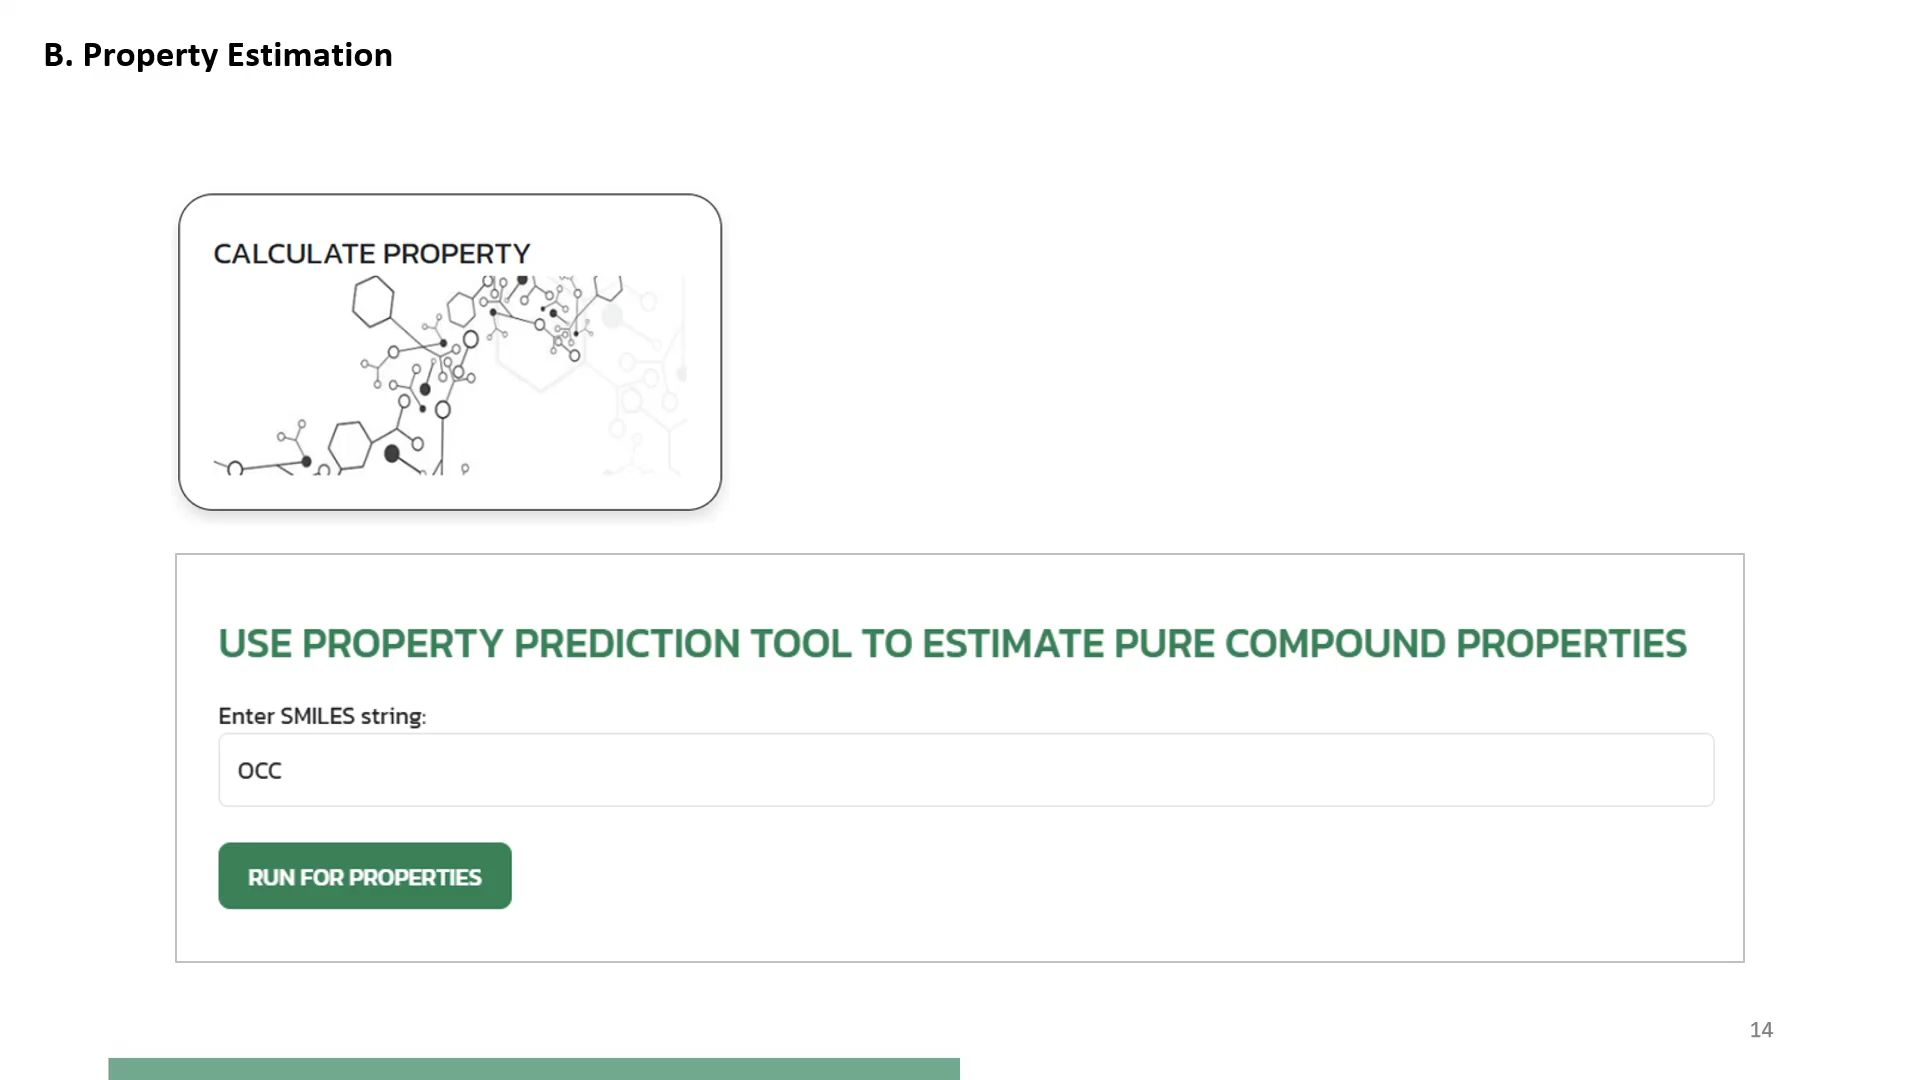 B. Property Estimation
CALCULATE PROPERTY
USE PROPERTY PREDICTION TOOL TO ESTIMATE PURE COMPOUND PROPERTIES
Enter SMILES string:
OCC
RUN FOR PROPERTIES
14